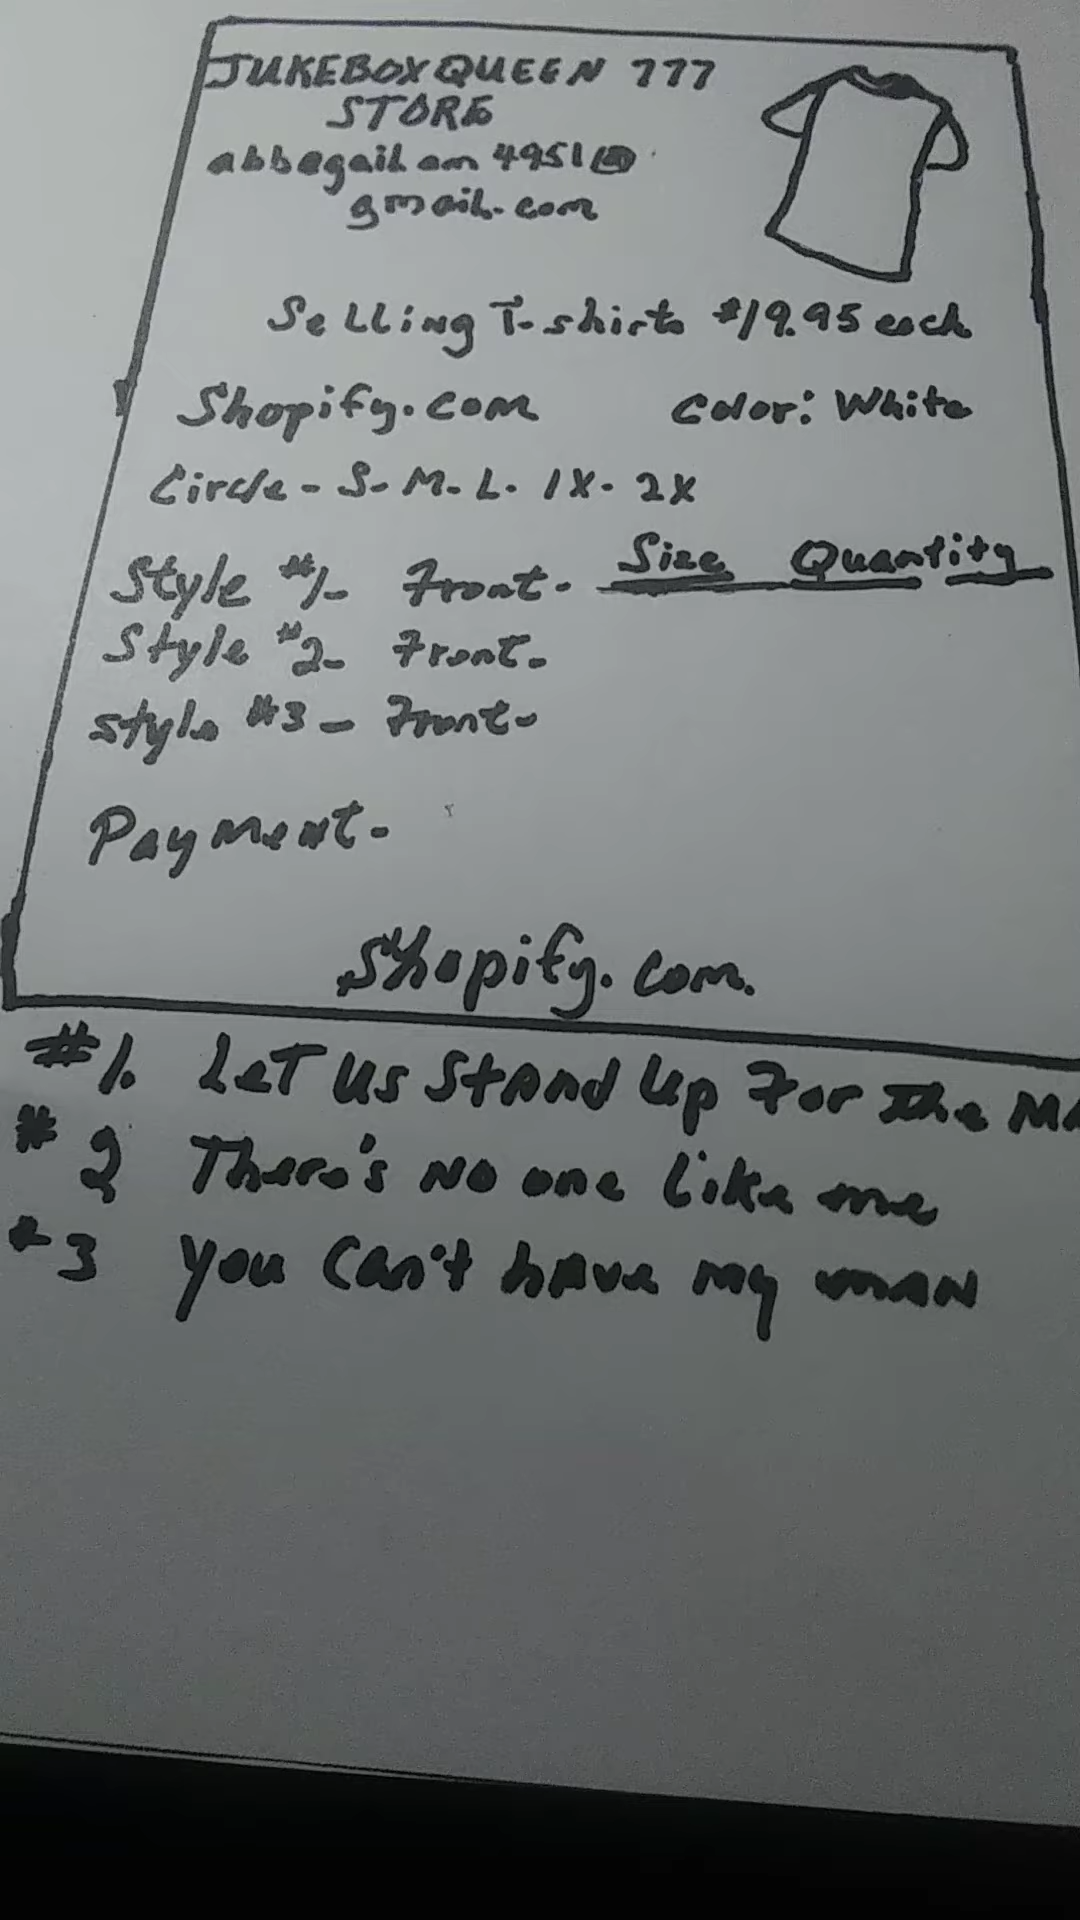 JUKEBOX QUEEN 777
STORE
abbegail am 4951@
gmail.com
Selling T-shirts $19.95 each
Shopify.com Color: White
Circle - S- M- L- 1X- 2X
Style #1- Front- Size Quantity
Style #2- Front-
Style #3- Front-
Payment-
Shopify.com.
#1. Let us Stand Up For The
#2 There's No one like me
#3 You Can't have my man